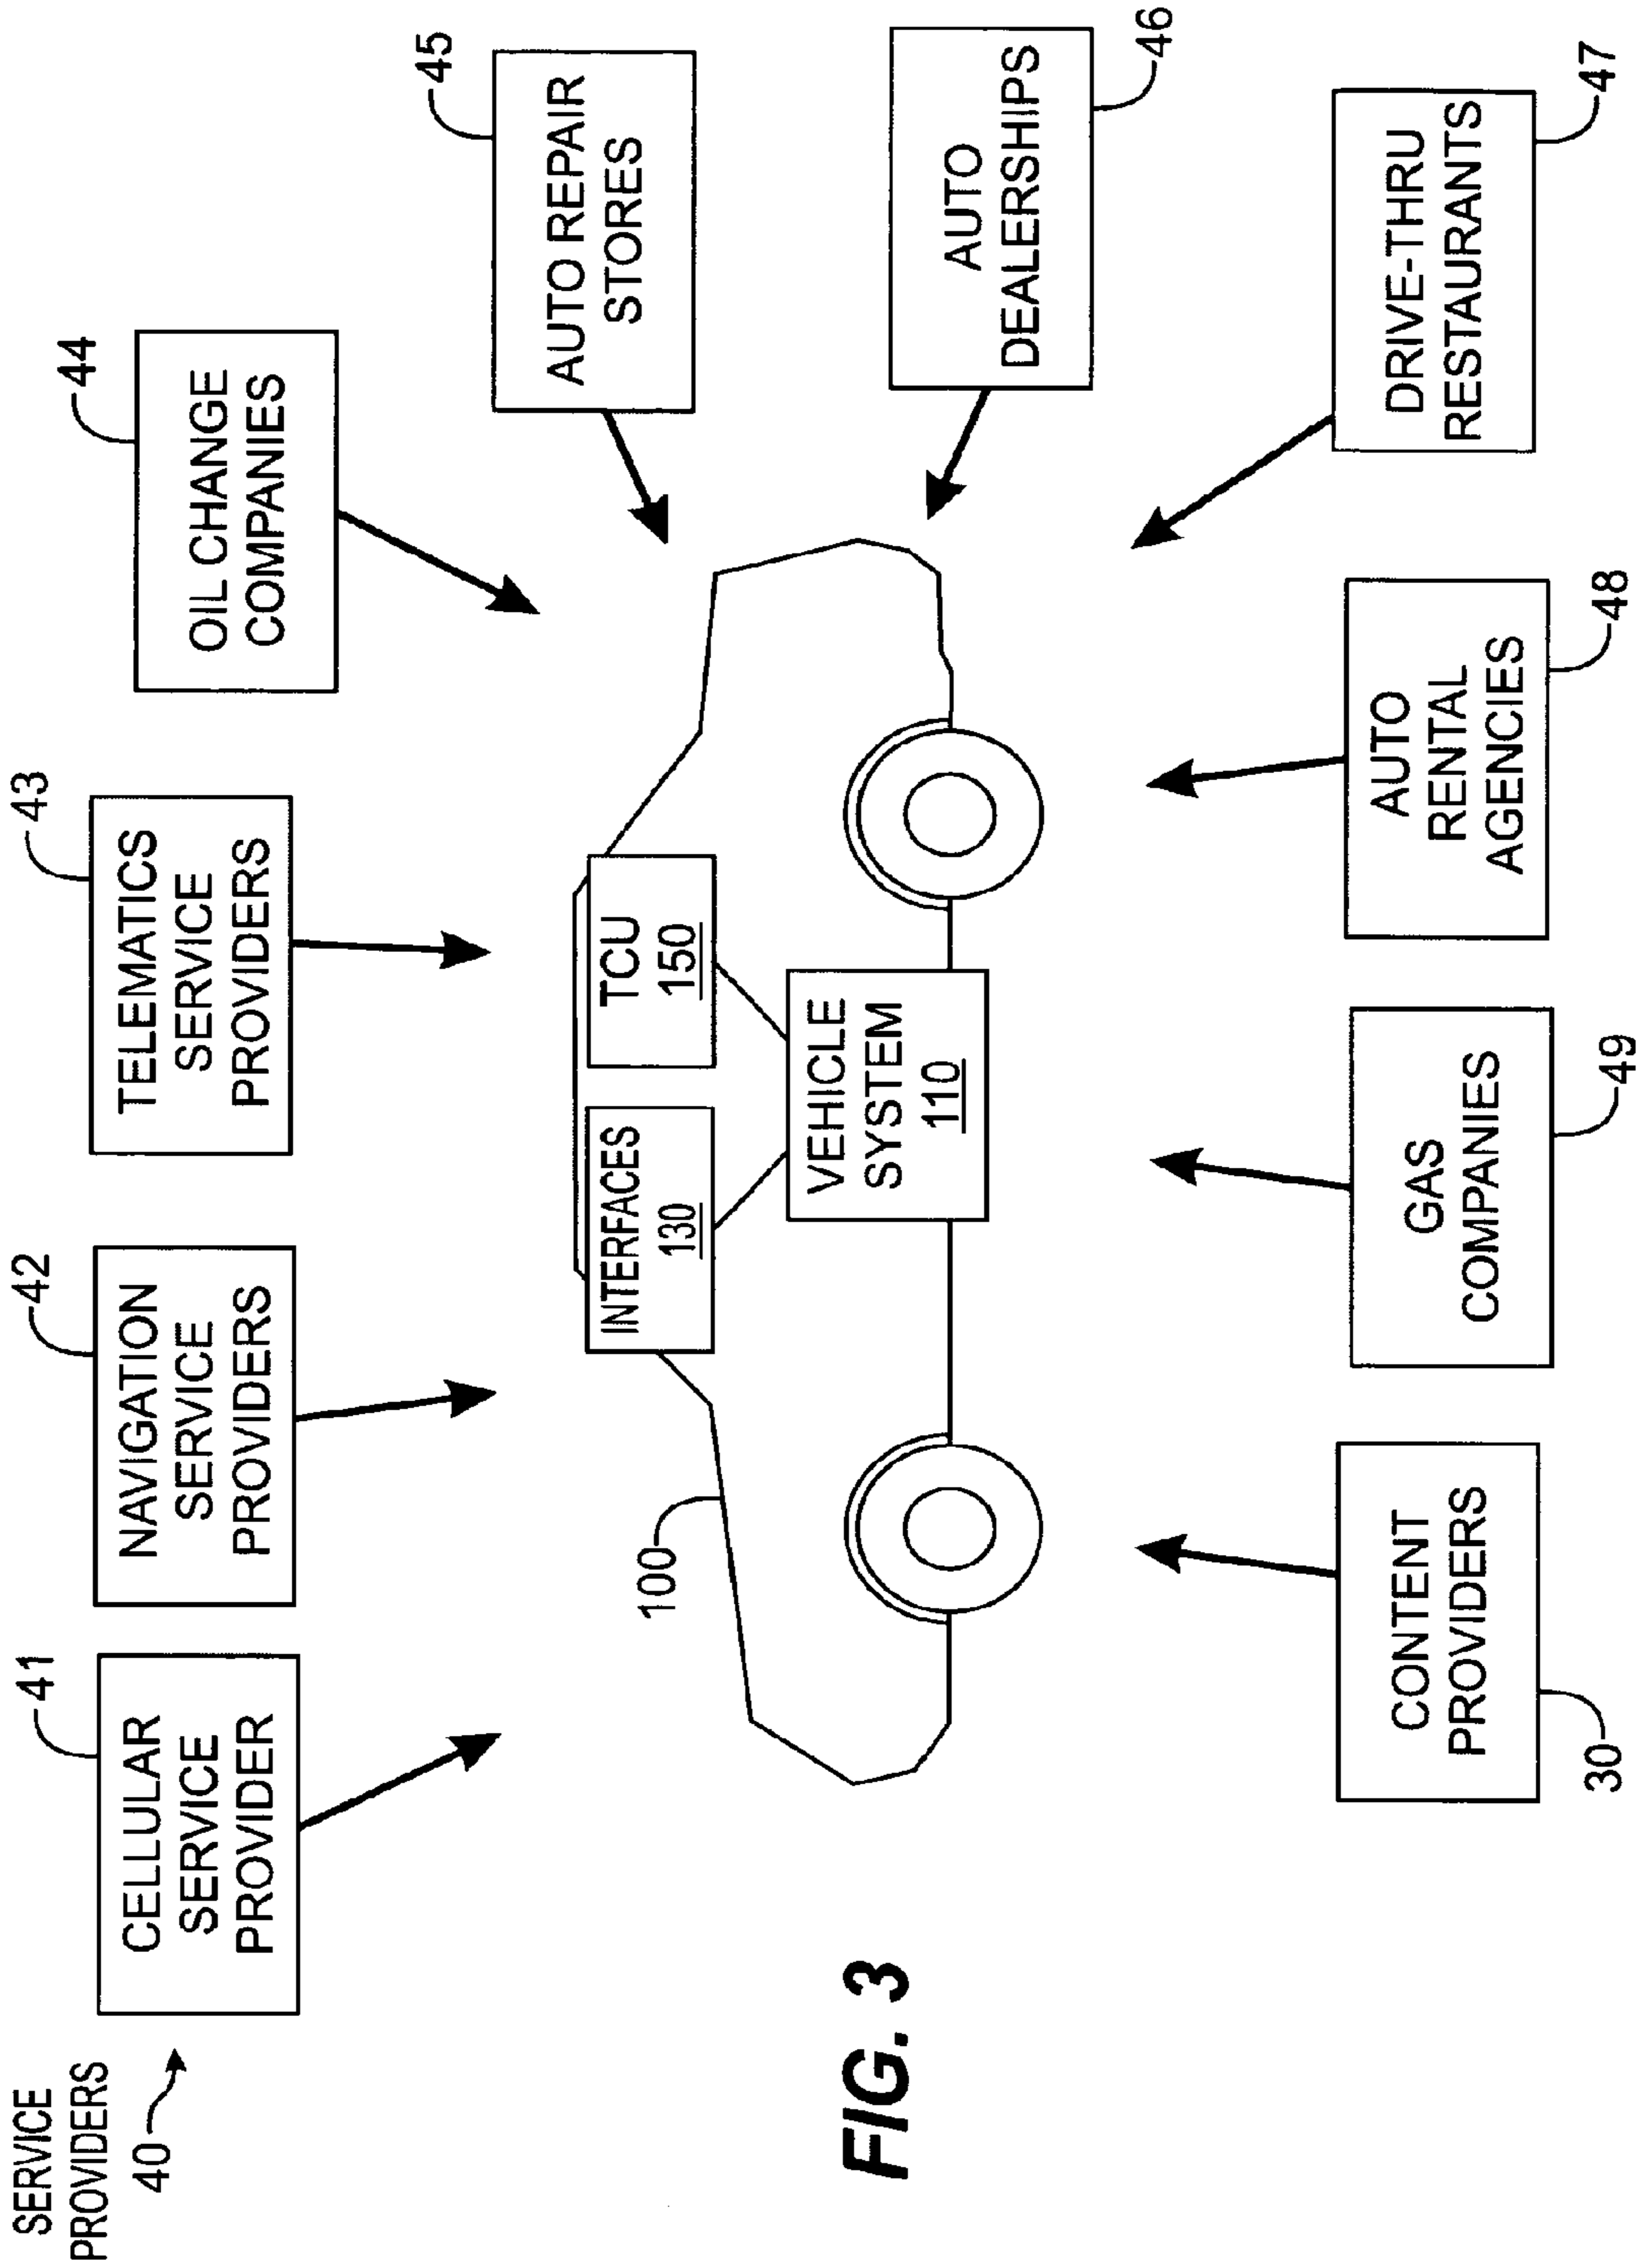 SERVICE
PROVIDERS
40
CELLULAR
SERVICE
PROVIDER
41
NAVIGATION
SERVICE
PROVIDERS
42
TELEMATICS
SERVICE
PROVIDERS
43
OIL CHANGE
COMPANIES
44
AUTO REPAIR
STORES
45
AUTO
DEALERSHIPS
46
DRIVE-THRU
RESTAURANTS
47
AUTO
RENTAL
AGENCIES
48
GAS
COMPANIES
49
CONTENT
PROVIDERS
30
100
INTERFACES
130
TCU
150
VEHICLE
SYSTEM
110
FIG. 3